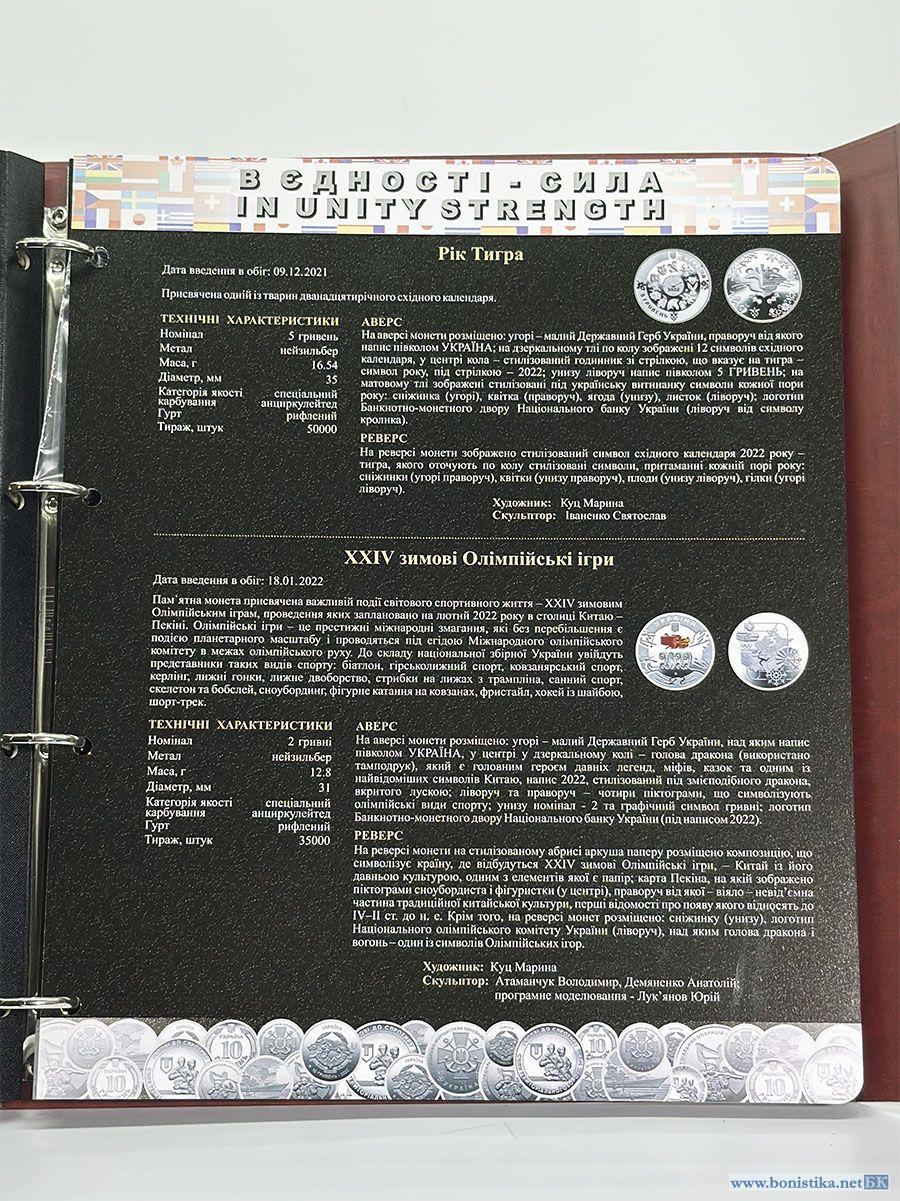 В ЄДНОСТІ - СИЛА
IN UNITY STRENGTH
Рік Тигра
Дата введення в обіг: 09.12.2021
Присвячена одній із тварин дванадцятирічного східного календаря.
ТЕХНІЧНІ ХАРАКТЕРИСТИКИ
Номінал 5 гривень
Метал нейзильбер
Маса, г 16.54
Діаметр, мм 35
Категорія якості спеціальний
карбування анциркулейтед
Гурт рифлений
Тираж, штук 50000
АВЕРС
На аверсі монети розміщено: угорі – малий Державний Герб України, праворуч від якого
напис півколом УКРАЇНА; на дзеркальному тлі по колу зображені 12 символів східного
календаря, у центрі кола – стилізований годинник зі стрілкою, що вказує на тигра –
символ року, під стрілкою – 2022; унизу ліворуч напис півколом 5 ГРИВЕНЬ; на
матовому тлі зображені стилізовані під українську витинанку символи кожної пори
року: сніжинка (угорі), квітка (праворуч), ягода (унизу), листок (ліворуч); логотип
Банкнотно-монетного двору Національного банку України (ліворуч від символу
кролика).
РЕВЕРС
На реверсі монети зображено стилізований символ східного календаря 2022 року –
тигра, якого оточують по колу стилізовані символи, притаманні кожній порі року:
сніжинки (угорі праворуч), квітки (унизу праворуч), плоди (унизу ліворуч), гілки (угорі
ліворуч).
Художник: Куц Марина
Скульптор: Іваненко Святослав
XXIV зимові Олімпійські ігри
Дата введення в обіг: 18.01.2022
Пам’ятна монета присвячена важливій події світового спортивного життя – XXIV зимовим
Олімпійським іграм, проведення яких заплановано на лютий 2022 року в столиці Китаю –
Пекіні. Олімпійські ігри – це престижні міжнародні змагання, які без перебільшення є
подією планетарного масштабу і проводяться під егідою Міжнародного олімпійського
комітету в межах олімпійського руху. До складу національної збірної України увійдуть
представники таких видів спорту: біатлон, гірськолижний спорт, ковзанярський спорт,
керлінг, лижні гонки, лижне двоборство, стрибки на лижах з трампліна, санний спорт,
скелетон та бобслей, сноубординг, фігурне катання на ковзанах, фристайл, хокей із шайбою,
шорт-трек.
ТЕХНІЧНІ ХАРАКТЕРИСТИКИ
Номінал 2 гривні
Метал нейзильбер
Маса, г 12.8
Діаметр, мм 31
Категорія якості спеціальний
карбування анциркулейтед
Гурт рифлений
Тираж, штук 35000
АВЕРС
На аверсі монети розміщено: угорі – малий Державний Герб України, над яким напис
півколом УКРАЇНА, у центрі у дзеркальному колі – голова дракона (використано
тамподрук), який є головним героєм давніх легенд, міфів, казок та одним із
найвідоміших символів Китаю, напис 2022, стилізований під змієподібного дракона,
вкритого лускою; ліворуч та праворуч – чотири піктограми, що символізують
олімпійські види спорту; унизу номінал - 2 та графічний символ гривні; логотип
Банкнотно-монетного двору Національного банку України (під написом 2022).
РЕВЕРС
На реверсі монети на стилізованому абрисі аркуша паперу розміщено композицію, що
символізує країну, де відбудуться XXIV зимові Олімпійські ігри, – Китай із його
давньою культурою, одним з елементів якої є папір; карта Пекіна, на якій зображено
піктограми сноубордиста і фігуристки (у центрі), праворуч від якої – віяло – невід’ємна
частина традиційної китайської культури, перші відомості про появу якого відносять до
IV–II ст. до н. е. Крім того, на реверсі монет розміщено: сніжинку (унизу), логотип
Національного олімпійського комітету України (ліворуч), над яким голова дракона і
вогонь – один із символів Олімпійських ігор.
Художник: Куц Марина
Скульптор: Атаманчук Володимир, Демяненко Анатолій;
програмне моделювання - Лук’янов Юрій
www.bonistika.net БК